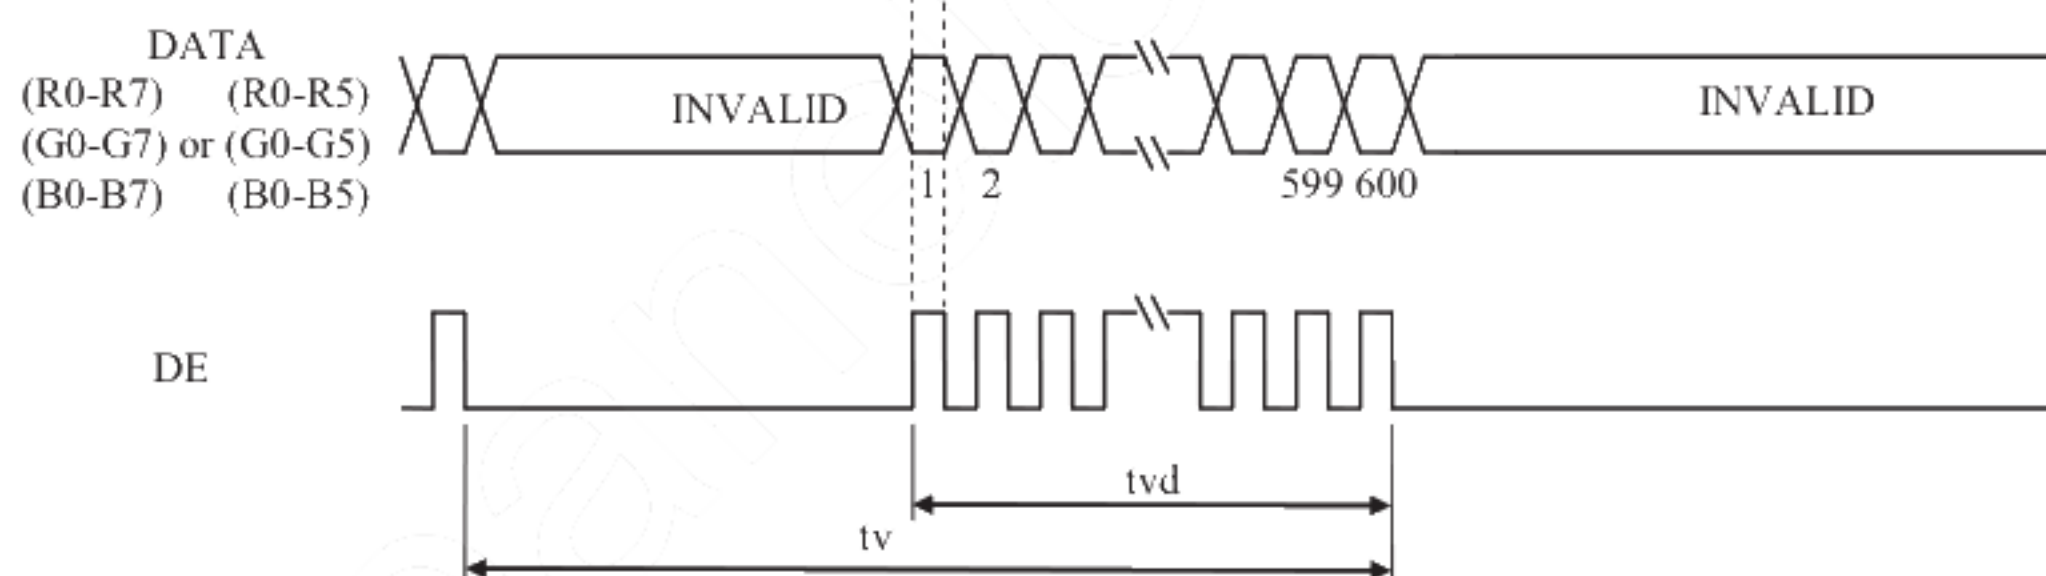 DATA
(R0-R7) (R0-R5)
(G0-G7) or (G0-G5)
(B0-B7) (B0-B5)
INVALID
INVALID
1 2 599 600
DE
tvd
tv